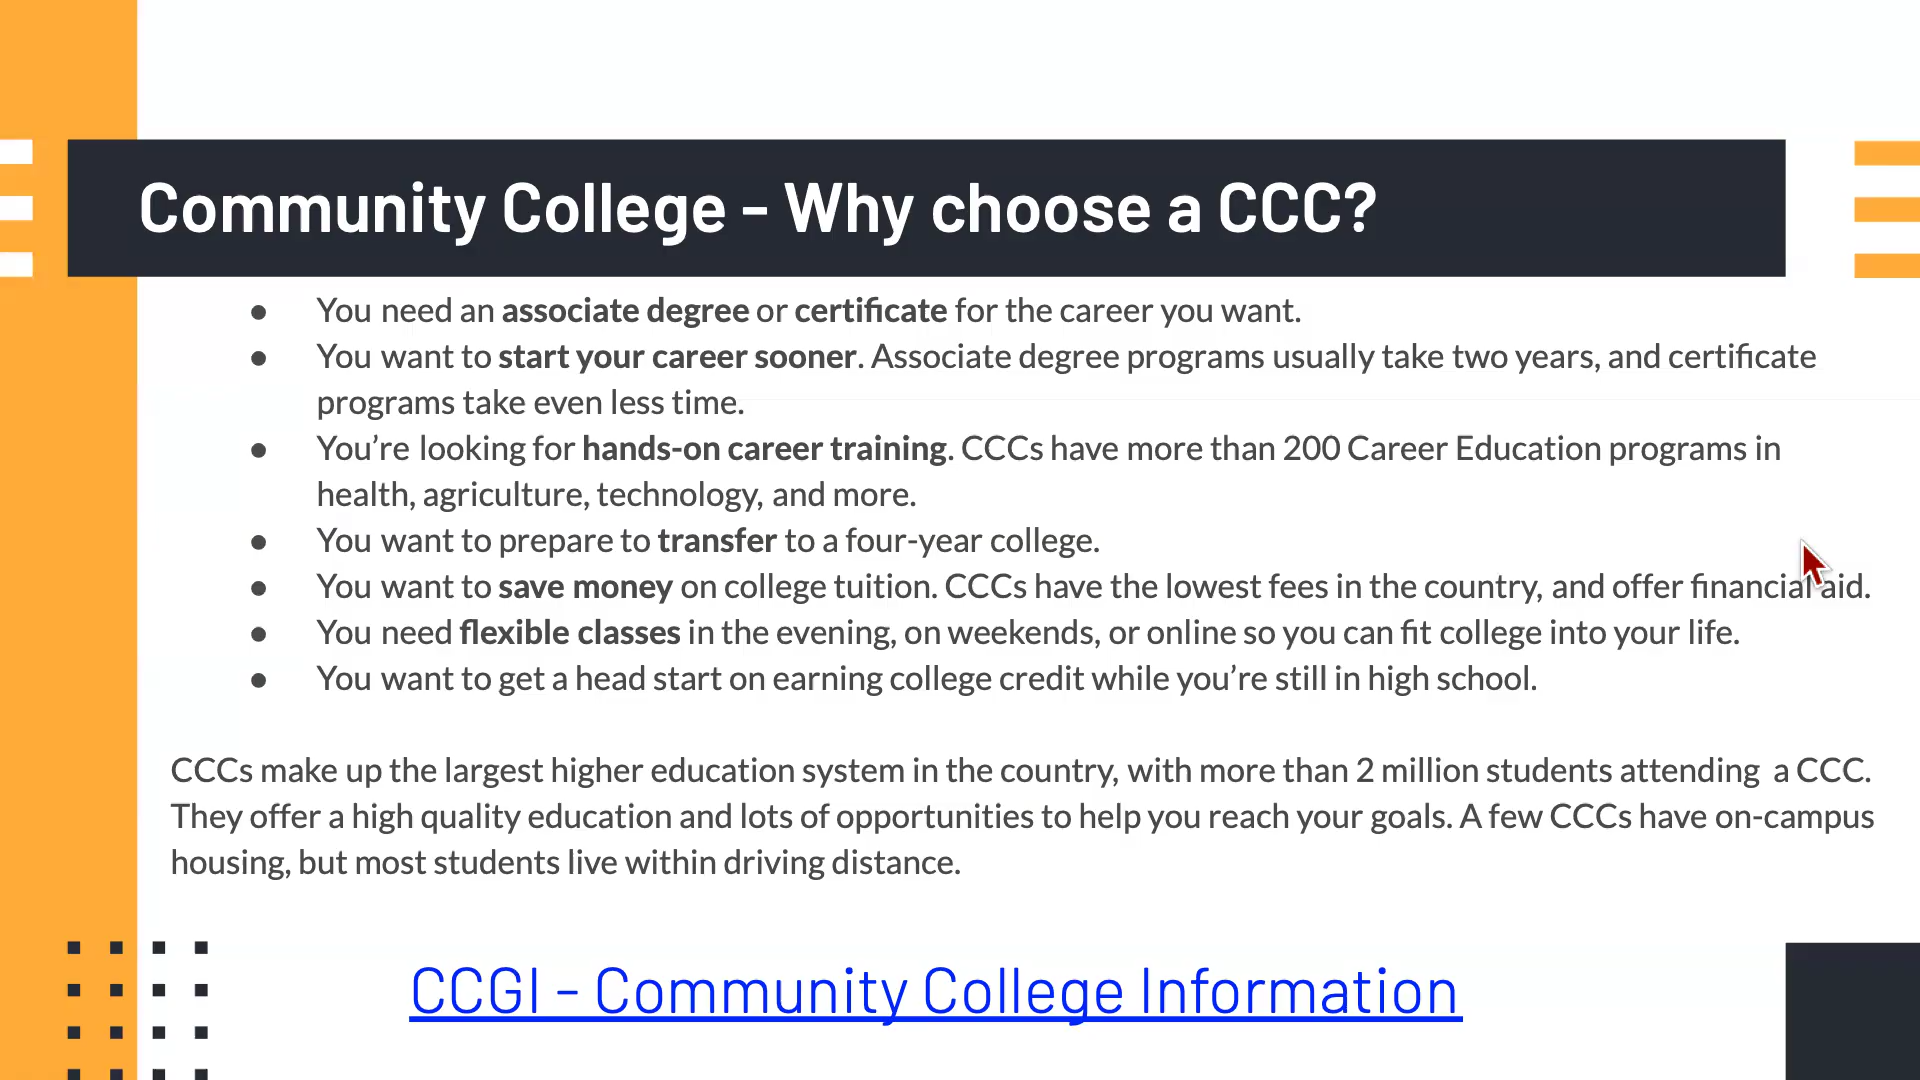 Community College - Why choose a CCC?
● You need an associate degree or certificate for the career you want.
● You want to start your career sooner. Associate degree programs usually take two years, and certificate
programs take even less time.
● You’re looking for hands-on career training. CCCs have more than 200 Career Education programs in
health, agriculture, technology, and more.
● You want to prepare to transfer to a four-year college.
● You want to save money on college tuition. CCCs have the lowest fees in the country, and offer financial aid.
● You need flexible classes in the evening, on weekends, or online so you can fit college into your life.
● You want to get a head start on earning college credit while you’re still in high school.
CCCs make up the largest higher education system in the country, with more than 2 million students attending a CCC.
They offer a high quality education and lots of opportunities to help you reach your goals. A few CCCs have on-campus
housing, but most students live within driving distance.
CCGI - Community College Information